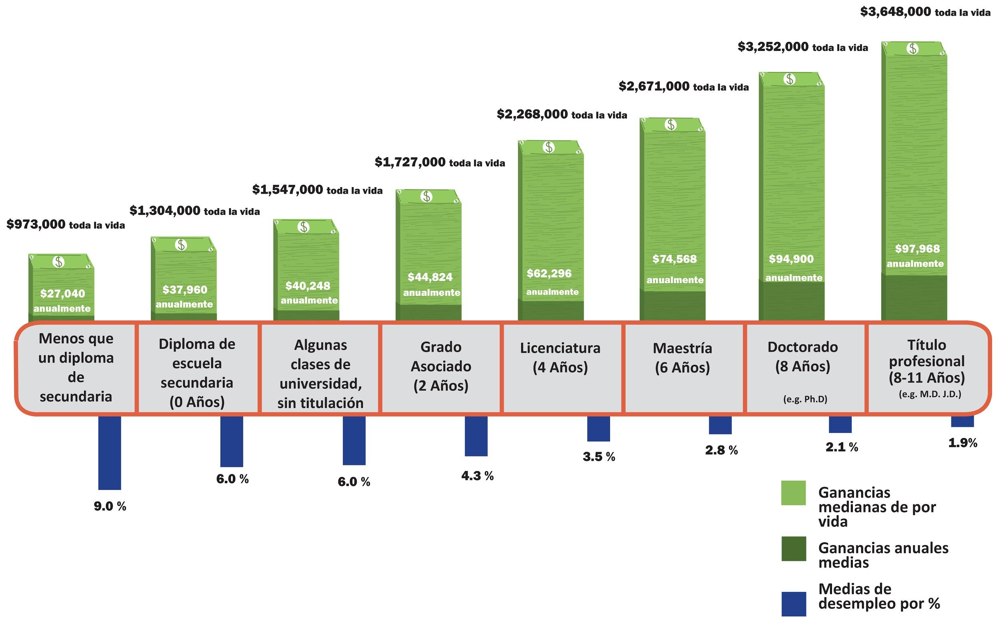 $3,648,000 toda la vida
$3,252,000 toda la vida
$2,671,000 toda la vida
$2,268,000 toda la vida
$1,727,000 toda la vida
$1,547,000 toda la vida
$1,304,000 toda la vida
$973,000 toda la vida
$27,040
anualmente
$37,960
anualmente
$40,248
anualmente
$44,824
anualmente
$62,296
anualmente
$74,568
anualmente
$94,900
anualmente
$97,968
anualmente
Menos que
un diploma
de
secundaria
Diploma de
escuela
secundaria
(0 Años)
Algunas
clases de
universidad,
sin titulación
Grado
Asociado
(2 Años)
Licenciatura
(4 Años)
Maestría
(6 Años)
Doctorado
(8 Años)
(e.g. Ph.D)
Título
profesional
(8-11 Años)
(e.g. M.D. J.D.)
9.0 %
6.0 %
6.0 %
4.3 %
3.5 %
2.8 %
2.1 %
1.9%
Ganancias
medianas de por
vida
Ganancias anuales
medias
Medias de
desempleo por %